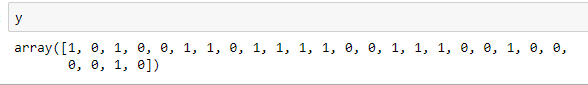 y
array([1, 0, 1, 0, 0, 1, 1, 0, 1, 1, 1, 1, 0, 0, 1, 1, 1, 0, 0, 1, 0, 0,
0, 0, 1, 0])